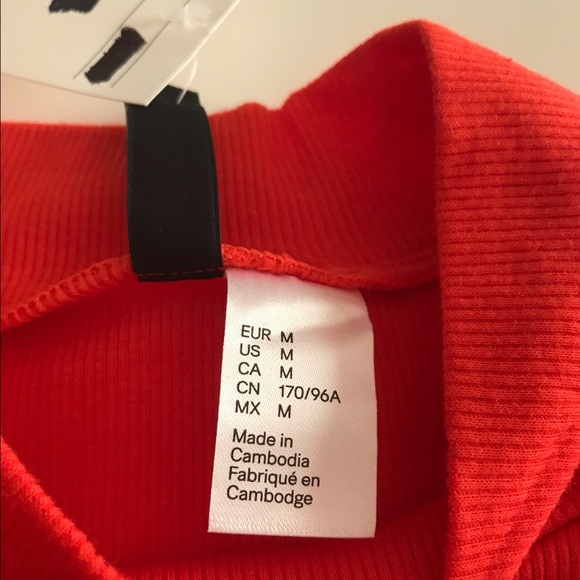 EUR M
US M
CA M
CN 170/96A
MX M
Made in
Cambodia
Fabriqué en
Cambodge